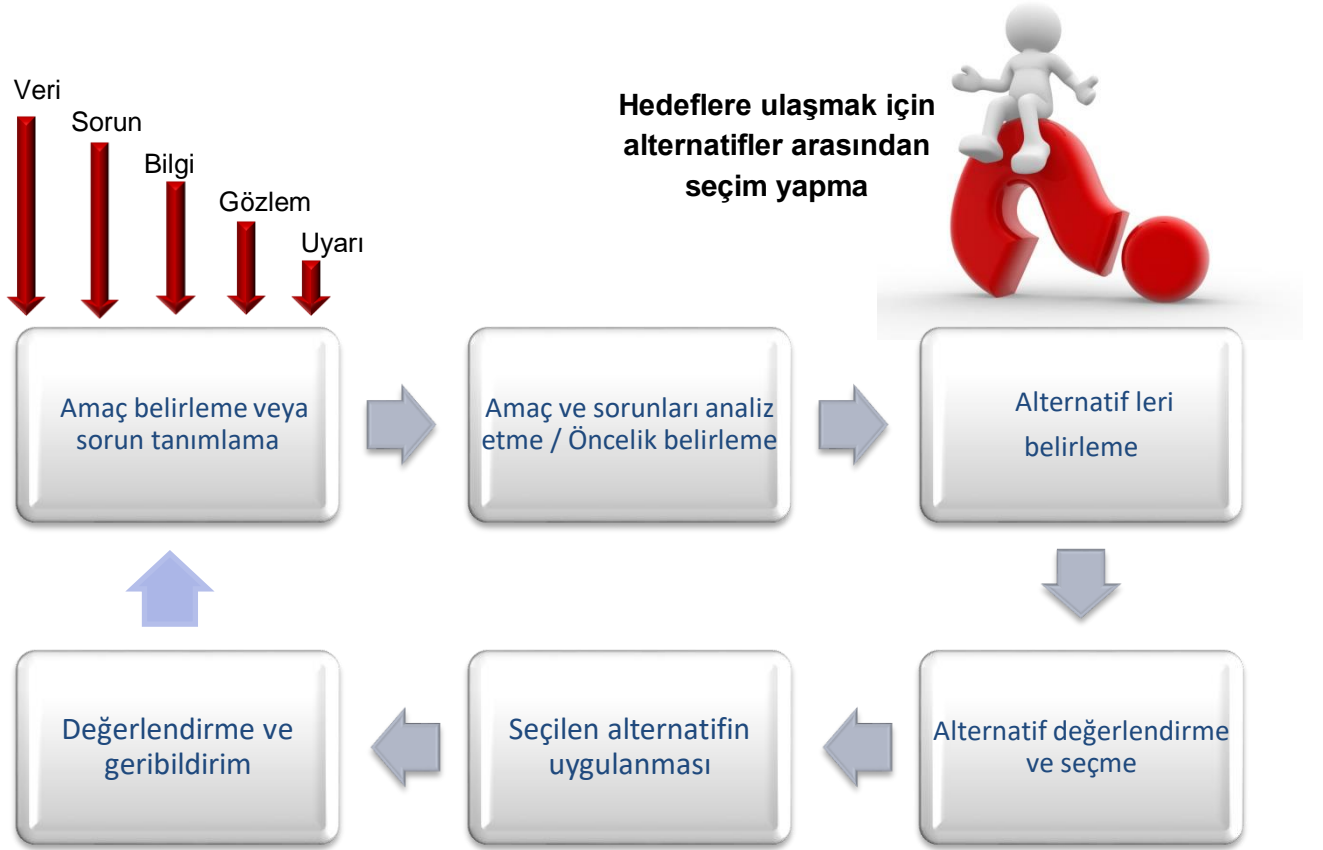 Veri
Sorun
Bilgi
Gözlem
Uyarı
Hedeflere ulaşmak için
alternatifler arasından
seçim yapma
Amaç belirleme veya
sorun tanımlama
Amaç ve sorunları analiz
etme / Öncelik belirleme
Alternatif leri
belirleme
Alternatif değerlendirme
ve seçme
Seçilen alternatifin
uygulanması
Değerlendirme ve
geribildirim